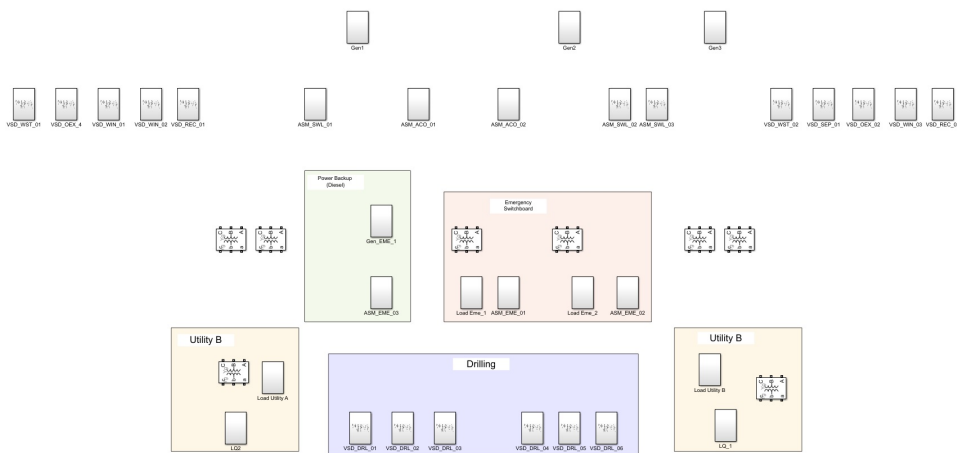 Gen1
Gen2
Gen3
VSD_WST_01
VSD_OEX_4
VSD_WIN_01
VSD_WIN_02
VSD_REC_01
ASM_SWL_01
ASM_ACO_01
ASM_ACO_02
ASM_SWL_02
ASM_SWL_03
VSD_WST_02
VSD_SEP_01
VSD_OEX_02
VSD_WIN_03
VSD_REC_0
Power Backup
(Diesel)
Emergency
Switchboard
Gen_EME_1
C B A
c b a
C B A
c b a
C B A
c b a
C B A
c b a
C B A
c b a
C B A
c b a
ASM_EME_03
Load Eme_1
ASM_EME_01
Load Eme_2
ASM_EME_02
Utility B
Drilling
Utility B
C B A
c b a
Load Utility A
Load Utility B
C B A
c b a
LQ2
VSD_DRL_01
VSD_DRL_02
VSD_DRL_03
VSD_DRL_04
VSD_DRL_05
VSD_DRL_06
LQ_1